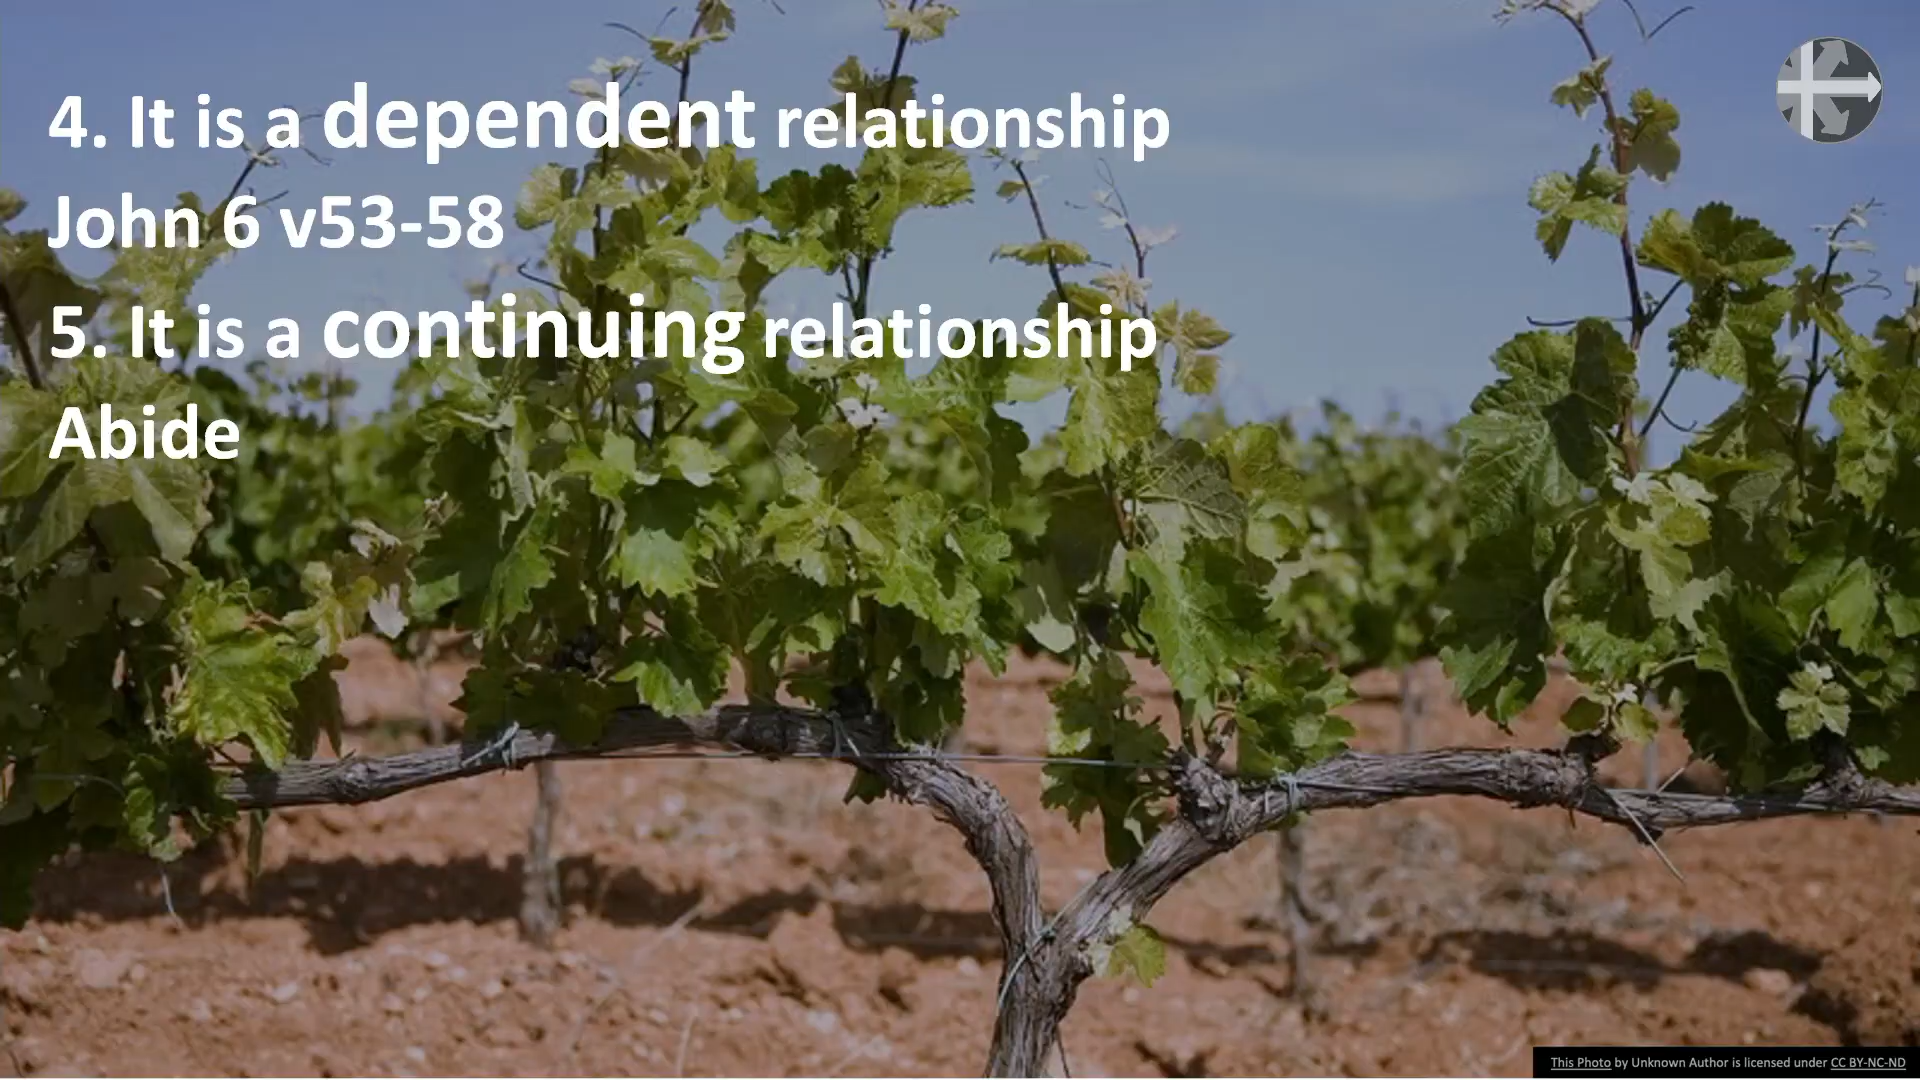 4. It is a dependent relationship
John 6 v53-58
5. It is a continuing relationship
Abide
This Photo by Unknown Author is licensed under CC BY-NC-ND